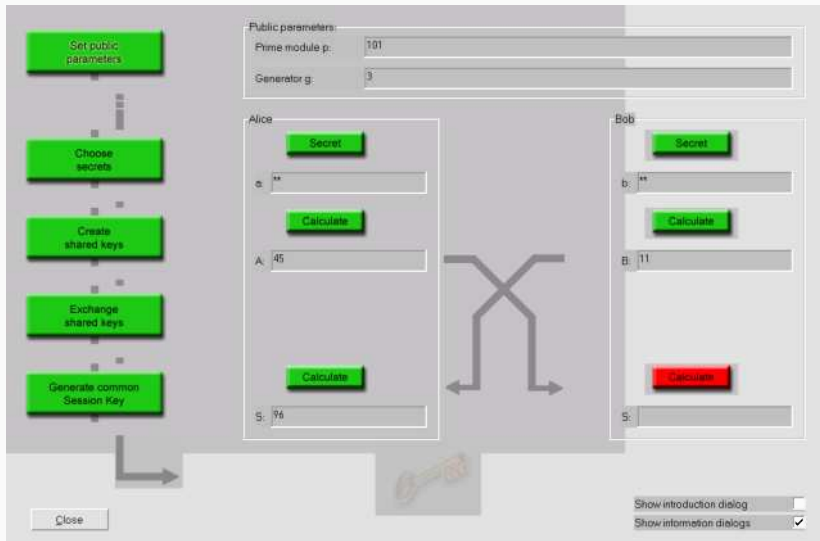 Public parameters:
Set public
parameters
Prime module p:
101
Generator g:
3
Alice
Bob
Choose
secrets
Secret
Secret
a:
**
b:
**
Create
shared keys
Calculate
Calculate
A:
45
B:
11
Exchange
shared keys
Generate common
Session Key
Calculate
Calculate
S:
96
S:
Close
Show introduction dialog
Show information dialogs